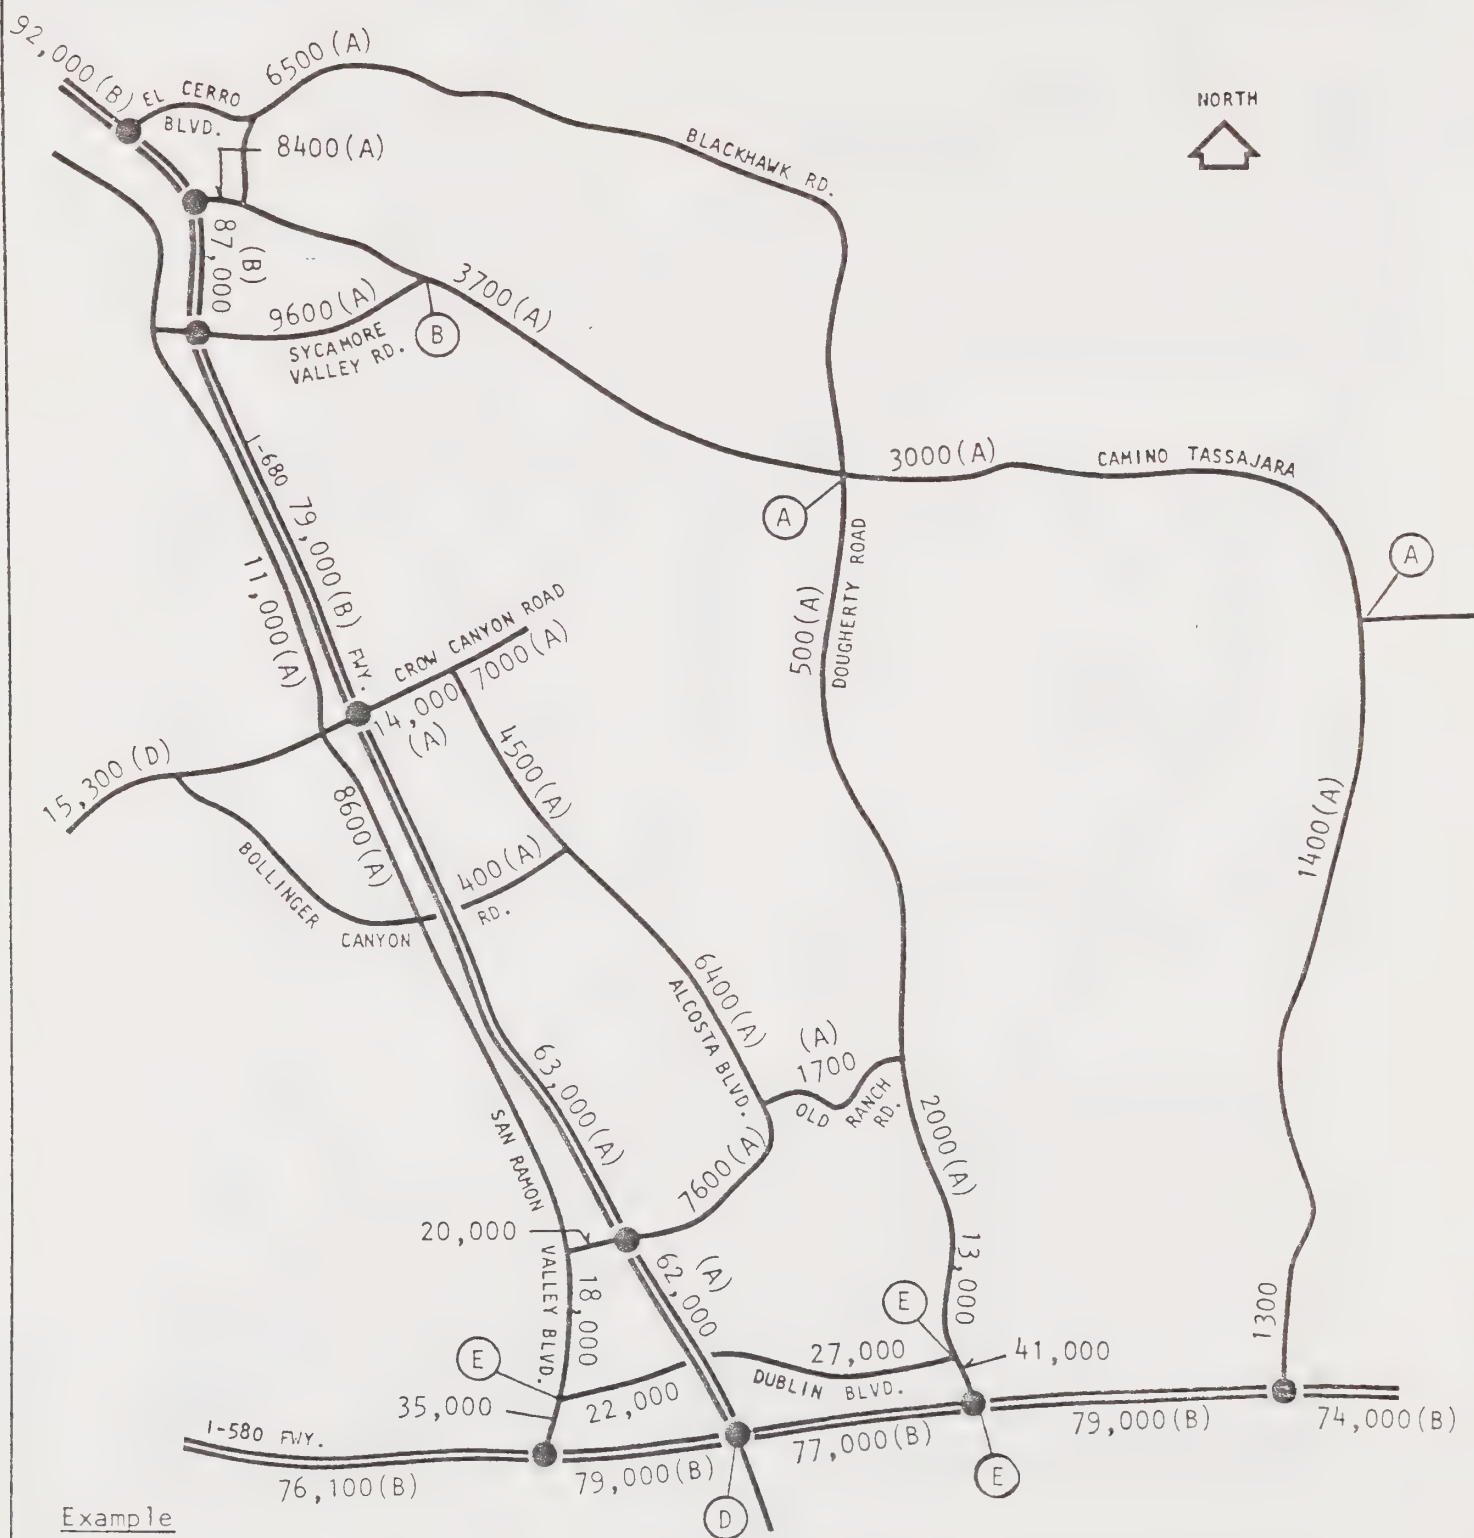 92,000(B)
EL CERRO
BLVD.
6500(A)
8400(A)
BLACKHAWK RD.
NORTH
87,000
(B)
9600(A)
SYCAMORE
VALLEY RD.
B
3700(A)
3000(A)
CAMINO TASSAJARA
A
A
I-680 79,000(B) FWY.
11,000(A)
CROW CANYON ROAD
7000(A)
14,000
(A)
500(A)
DOUGHERTY ROAD
15,300(D)
8600(A)
4500(A)
400(A)
BOLLINGER
CANYON
RD.
1400(A)
6400(A)
ALCOSTA BLVD.
(A)
1700
OLD RANCH
RD.
63,000(A)
2000(A)
7600(A)
SAN RAMON
VALLEY BLVD.
20,000
18,000
(A)
62,000
13,000
E
E
27,000
41,000
1300
DUBLIN BLVD.
35,000
22,000
I-580 FWY.
76,100(B)
79,000(B)
77,000(B)
79,000(B)
74,000(B)
E
D
Example